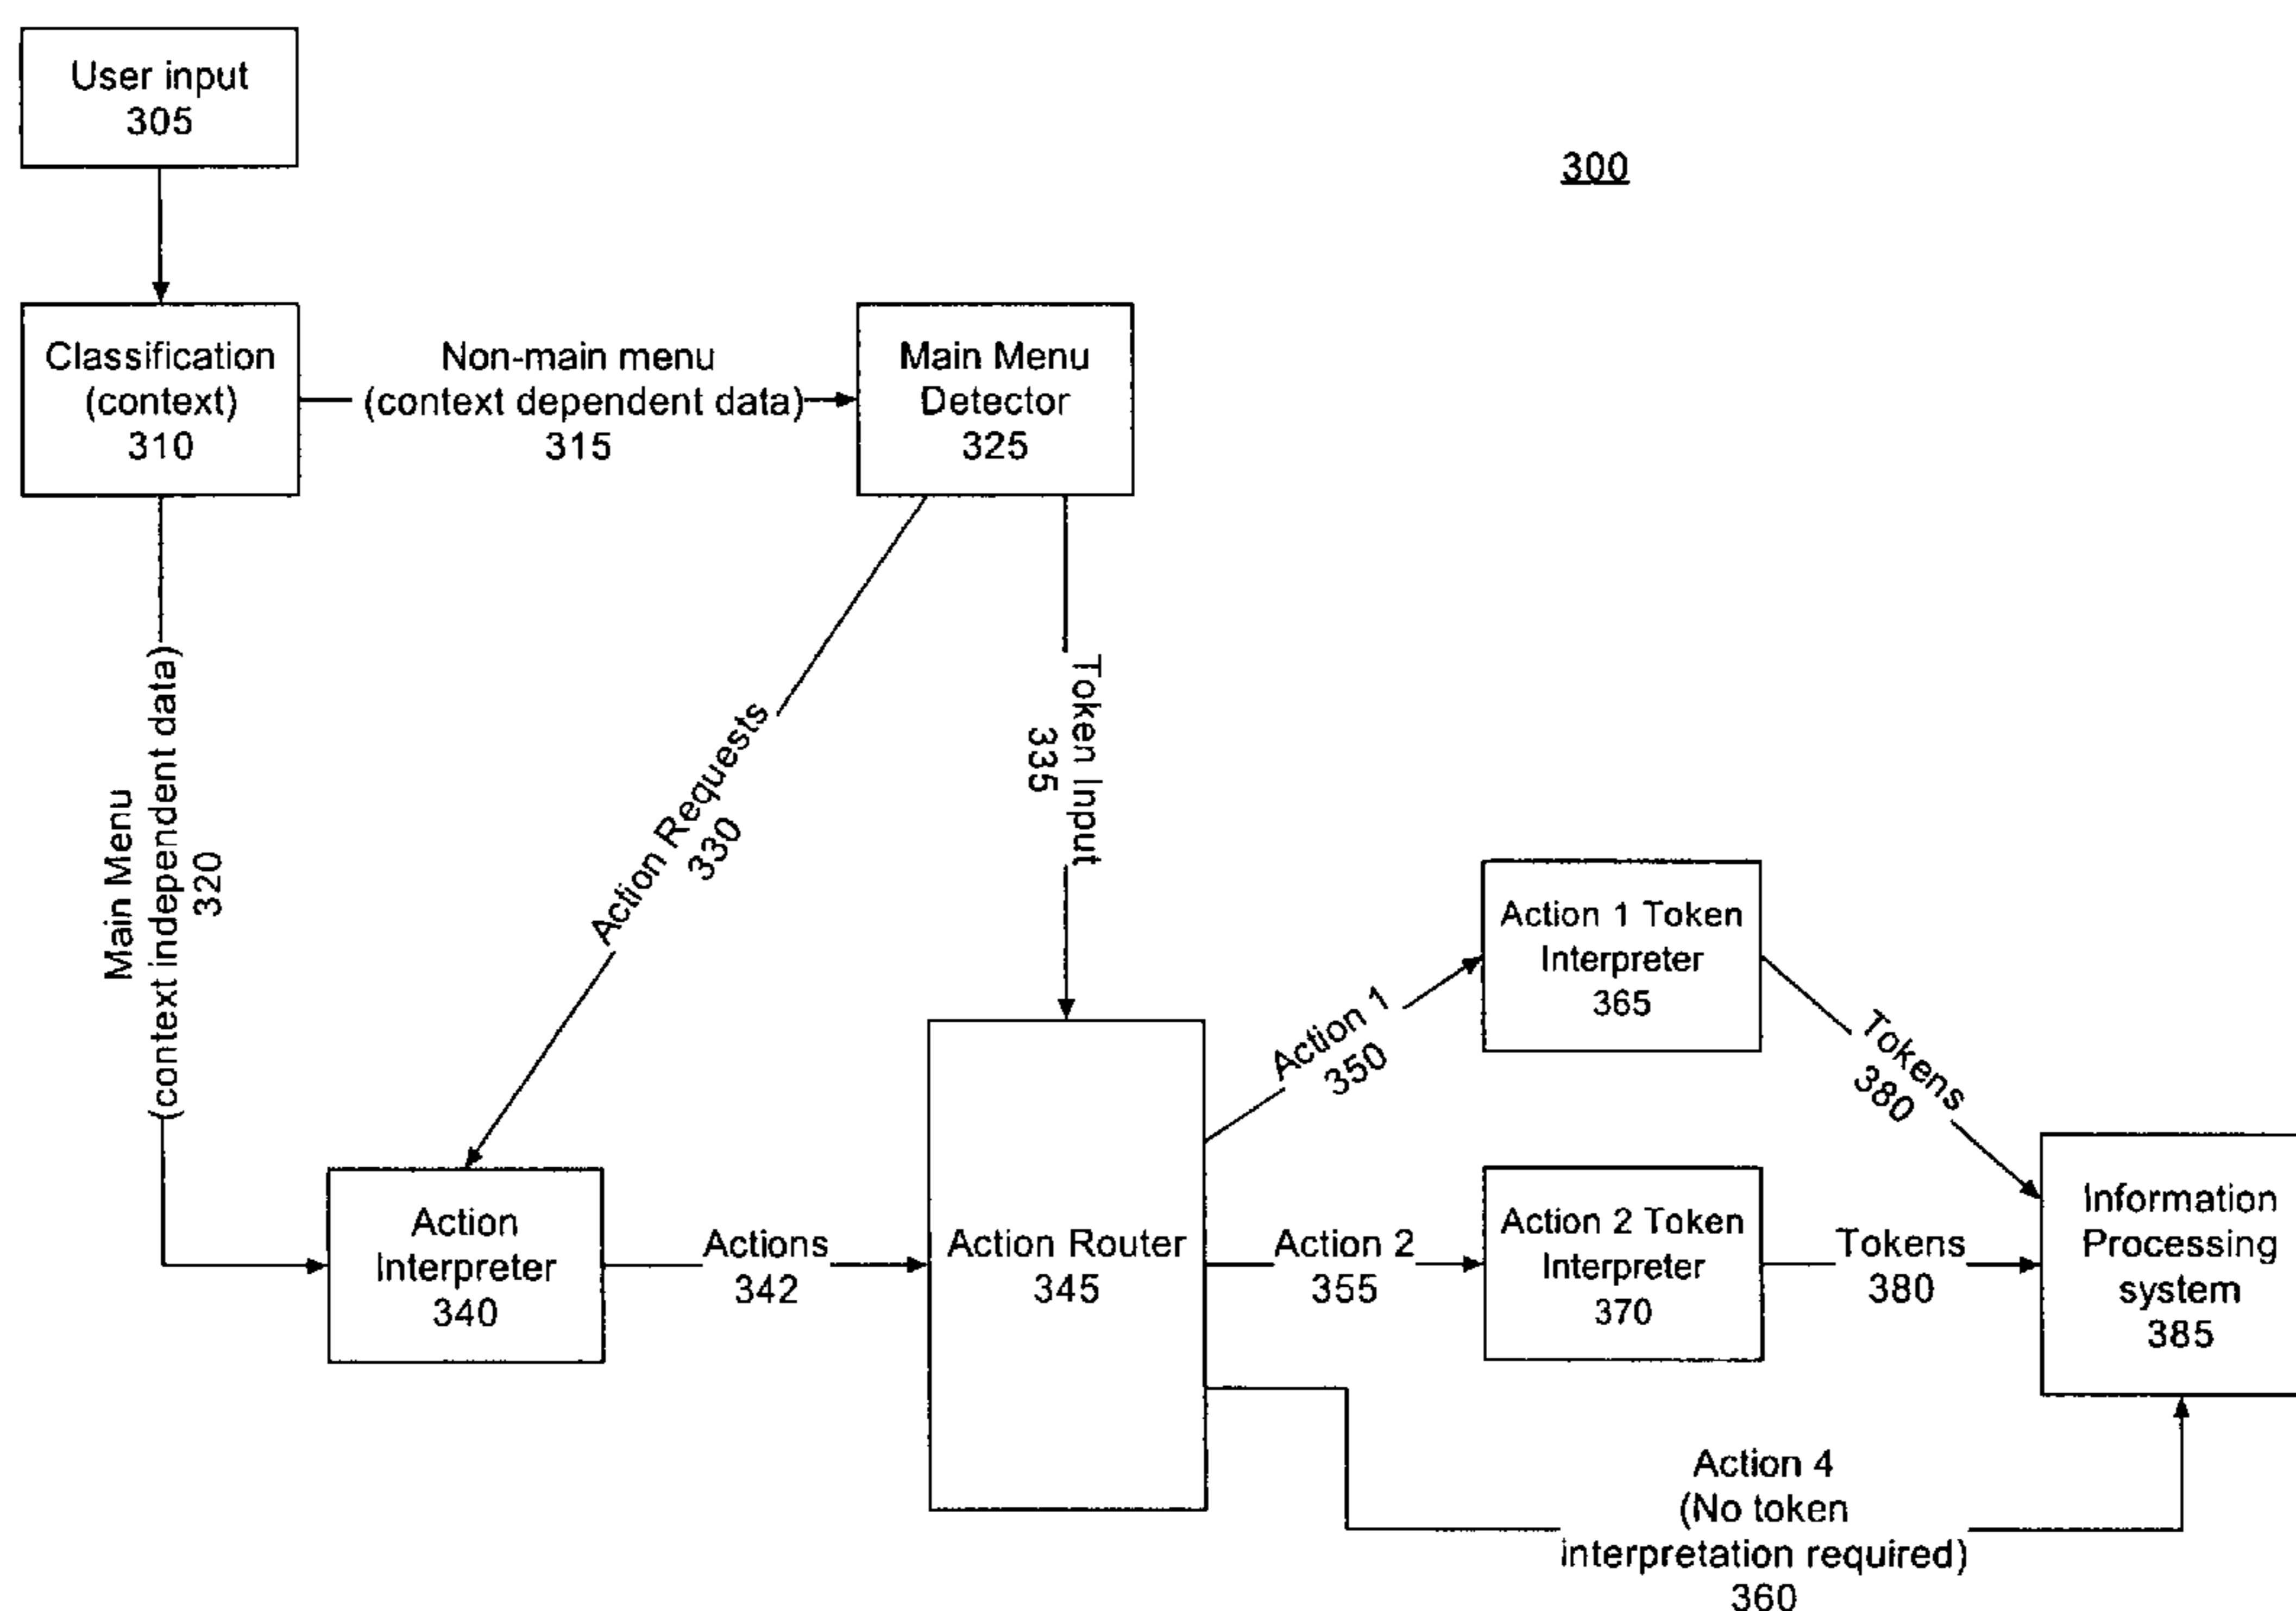 User input
305
300
Classification
(context)
310
Non-main menu
(context dependent data)
315
Main Menu
Detector
325
Main Menu
(context independent data)
320
Action Requests
330
Token Input
335
Action Interpreter
340
Actions
342
Action Router
345
Action 1
350
Action 1 Token
Interpreter
365
Tokens
380
Action 2
355
Action 2 Token
Interpreter
370
Tokens
380
Information
Processing
system
385
Action 4
(No token
interpretation required)
360